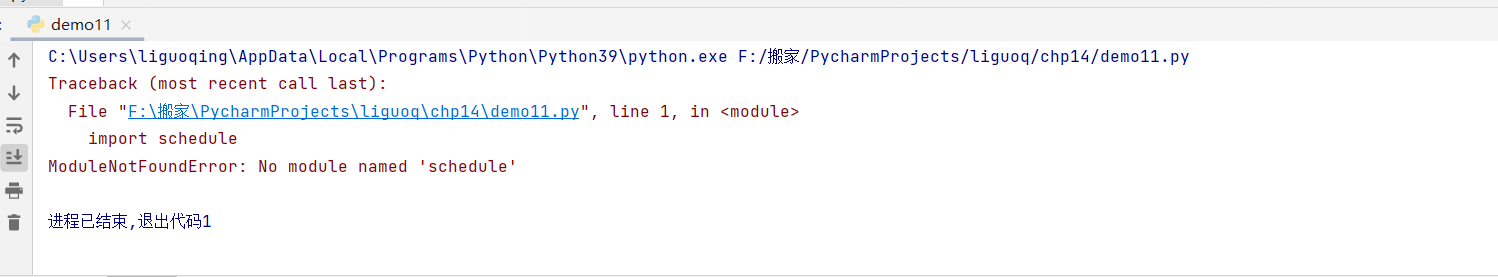 demo11
C:\Users\liguoqing\AppData\Local\Programs\Python\Python39\python.exe F:/搬家/PycharmProjects/liguoq/chp14/demo11.py
Traceback (most recent call last):
  File "F:\搬家\PycharmProjects\liguoq\chp14\demo11.py", line 1, in <module>
    import schedule
ModuleNotFoundError: No module named 'schedule'
进程已结束,退出代码1